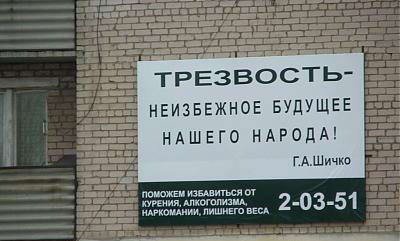 ТРЕЗВОСТЬ-
НЕИЗБЕЖНОЕ БУДУЩЕЕ
НАШЕГО НАРОДА!
Г.А.Шичко
ПОМОЖЕМ ИЗБАВИТЬСЯ ОТ
КУРЕНИЯ, АЛКОГОЛИЗМА,
НАРКОМАНИИ, ЛИШНЕГО ВЕСА
2-03-51